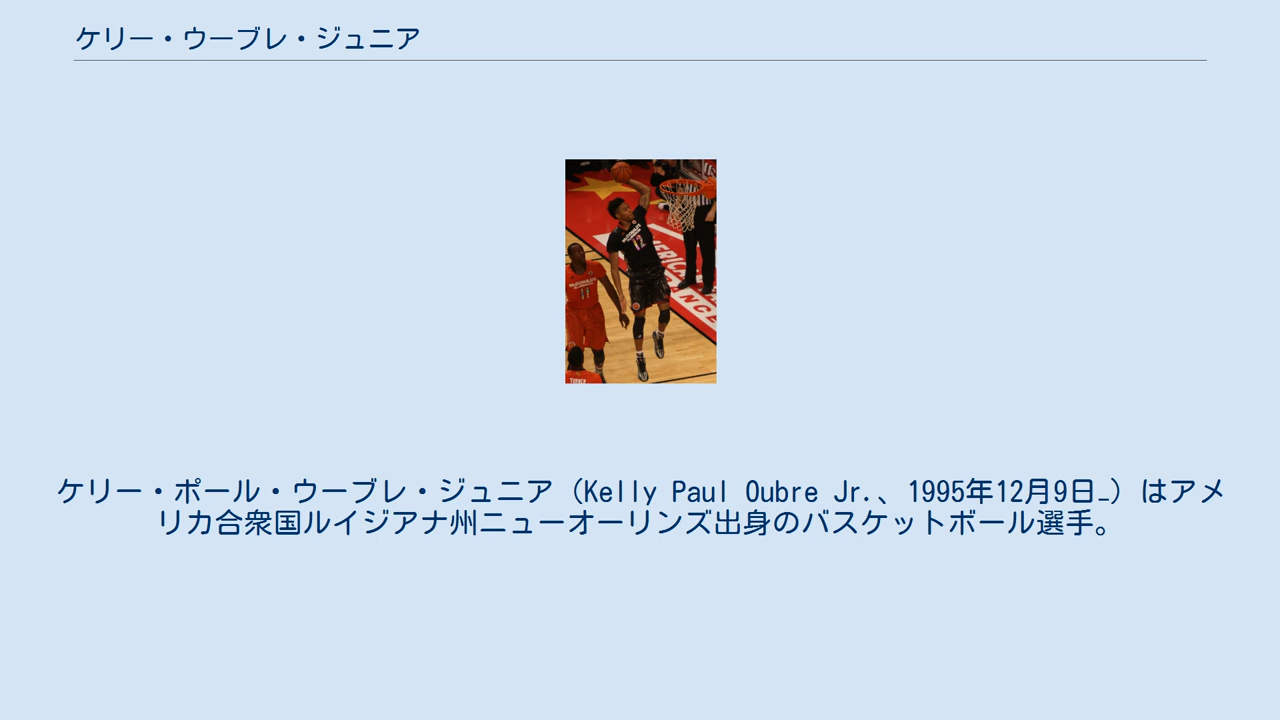 ケリー・ウーブレ・ジュニア
12
11
ケリー・ポール・ウーブレ・ジュニア（Kelly Paul Oubre Jr.、1995年12月9日–）はアメ
リカ合衆国ルイジアナ州ニューオーリンズ出身のバスケットボール選手。